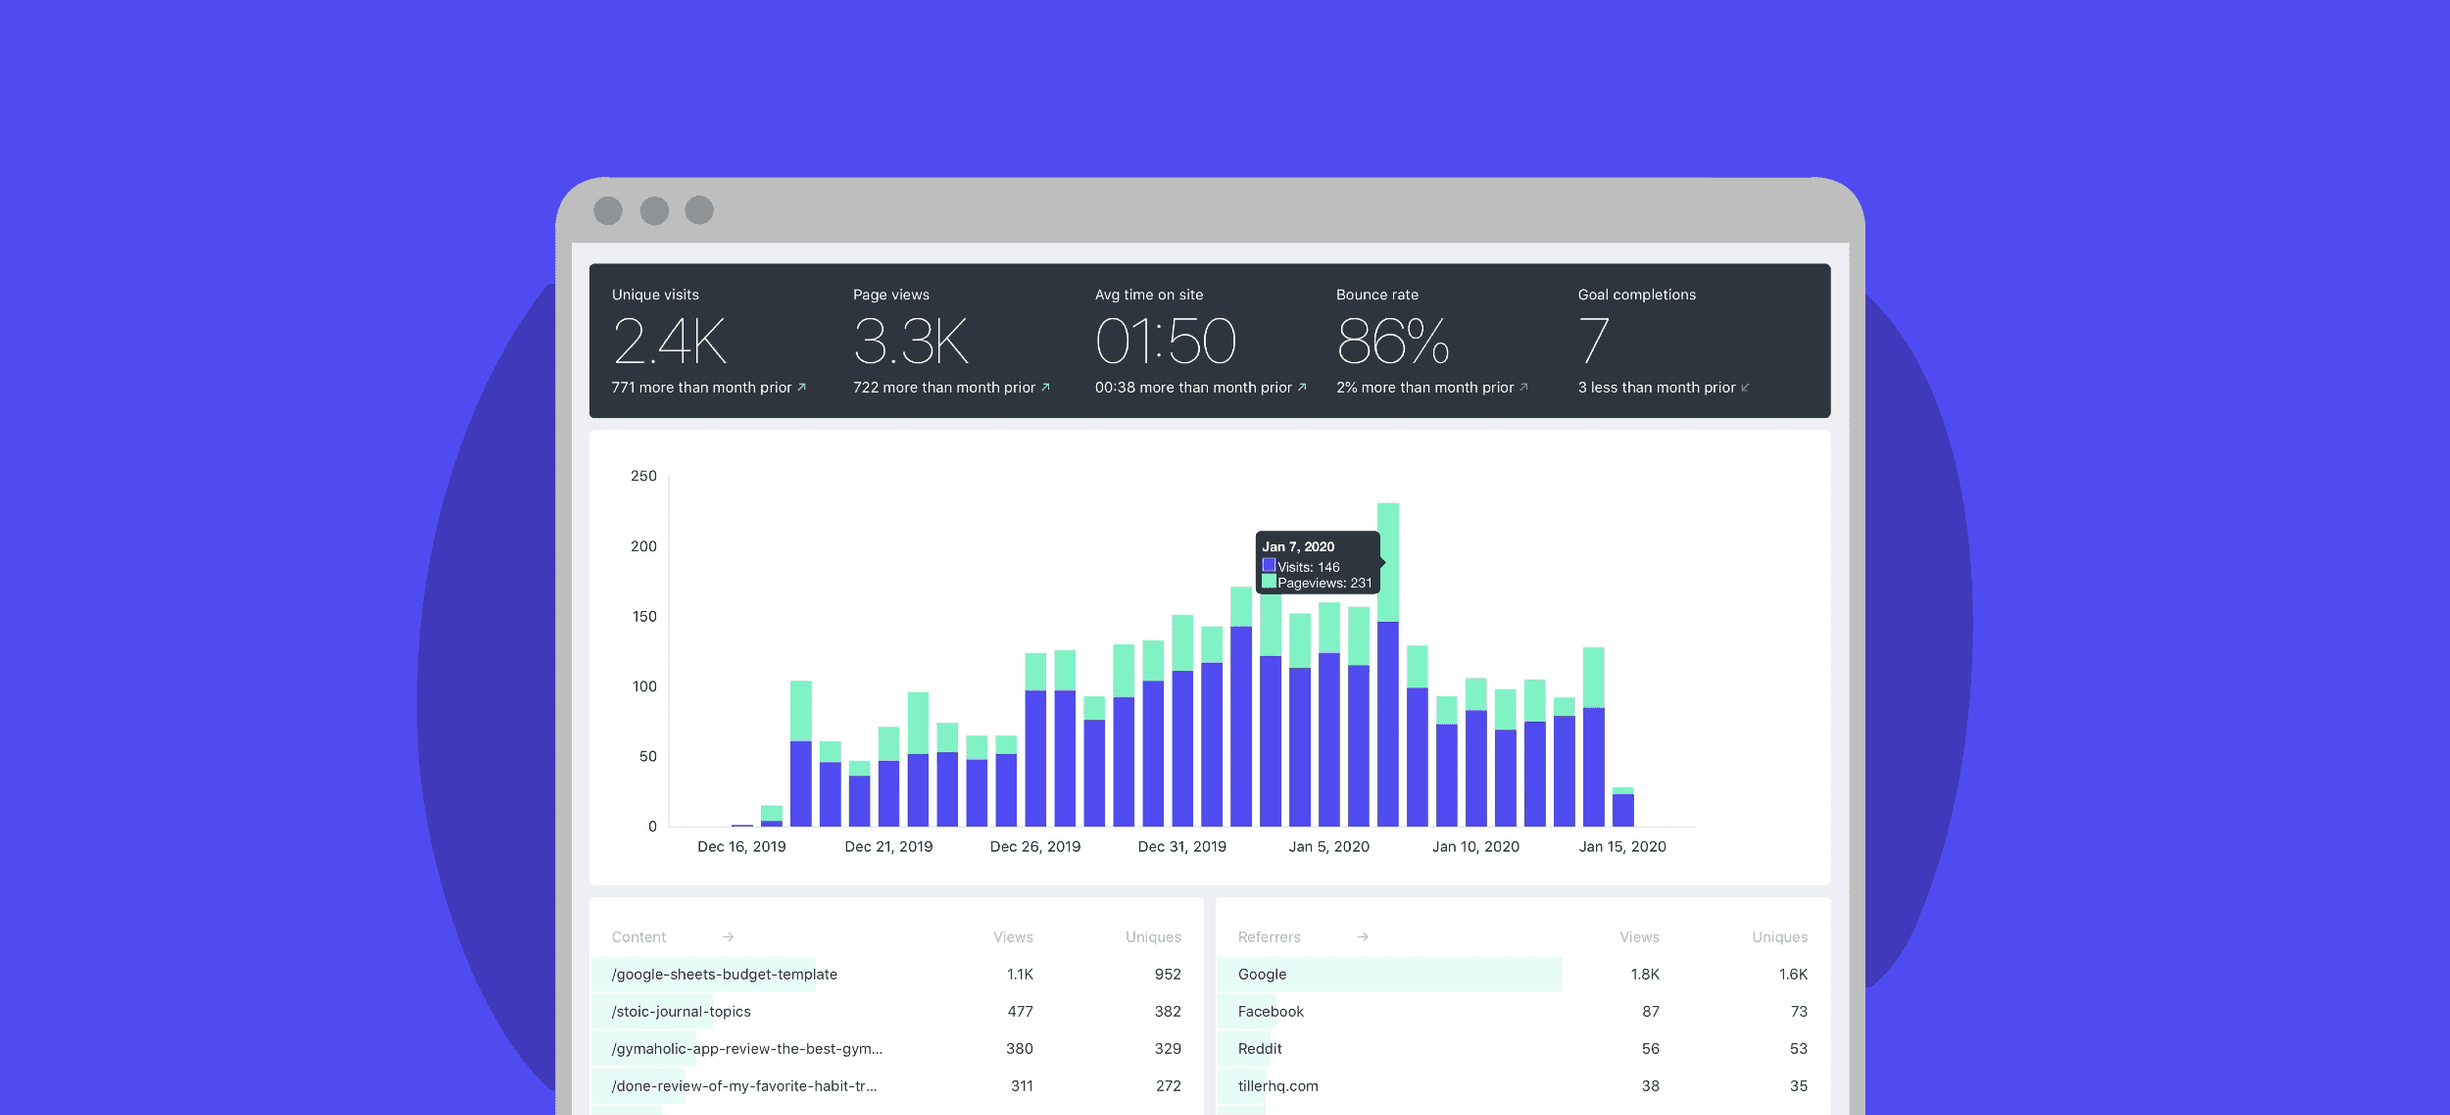 Unique visits
Page views
Avg time on site
Bounce rate
Goal completions
2.4K
3.3K
01:50
86%
7
771 more than month prior ↗
722 more than month prior ↗
00:38 more than month prior ↗
2% more than month prior ↗
3 less than month prior ↙
250
200
150
100
50
0
Jan 7, 2020
Visits: 146
Pageviews: 231
Dec 16, 2019
Dec 21, 2019
Dec 26, 2019
Dec 31, 2019
Jan 5, 2020
Jan 10, 2020
Jan 15, 2020
Content → Views Uniques
/google-sheets-budget-template 1.1K 952
/stoic-journal-topics 477 382
/gymaholic-app-review-the-best-gym... 380 329
/done-review-of-my-favorite-habit-tr... 311 272
Referrers → Views Uniques
Google 1.8K 1.6K
Facebook 87 73
Reddit 56 53
tillerhq.com 38 35